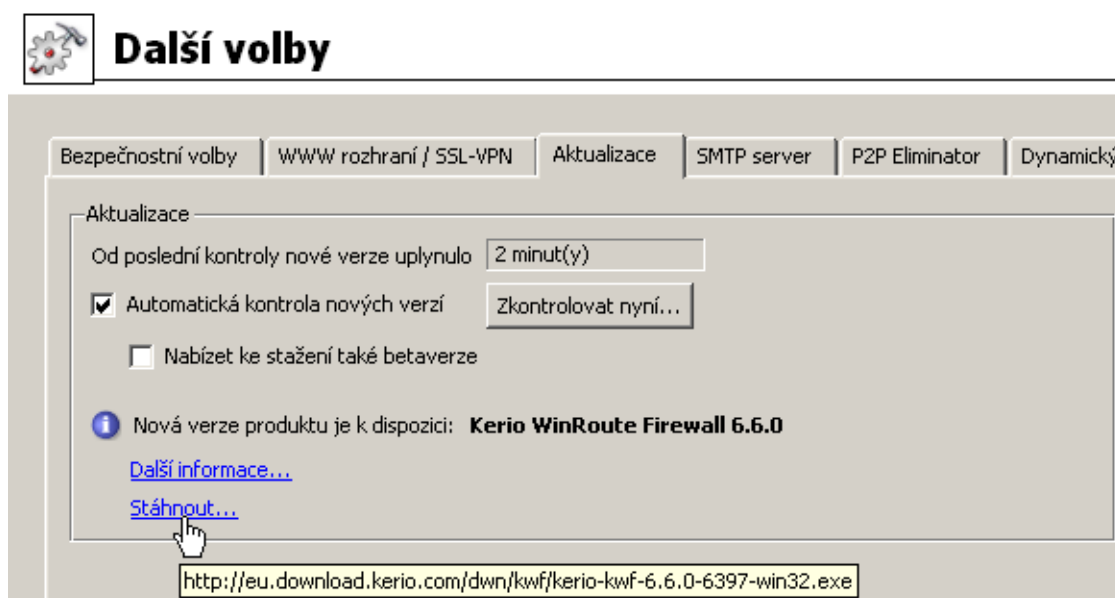 Další volby
Bezpečnostní volby WWW rozhraní / SSL-VPN Aktualizace SMTP server P2P Eliminator Dynamický
Aktualizace
Od poslední kontroly nové verze uplynulo 2 minut(y)
Automatická kontrola nových verzí Zkontrolovat nyní...
Nabízet ke stažení také betaverze
Nová verze produktu je k dispozici: Kerio WinRoute Firewall 6.6.0
Další informace...
Stáhnout...
http://eu.download.kerio.com/dwn/kwf/kerio-kwf-6.6.0-6397-win32.exe